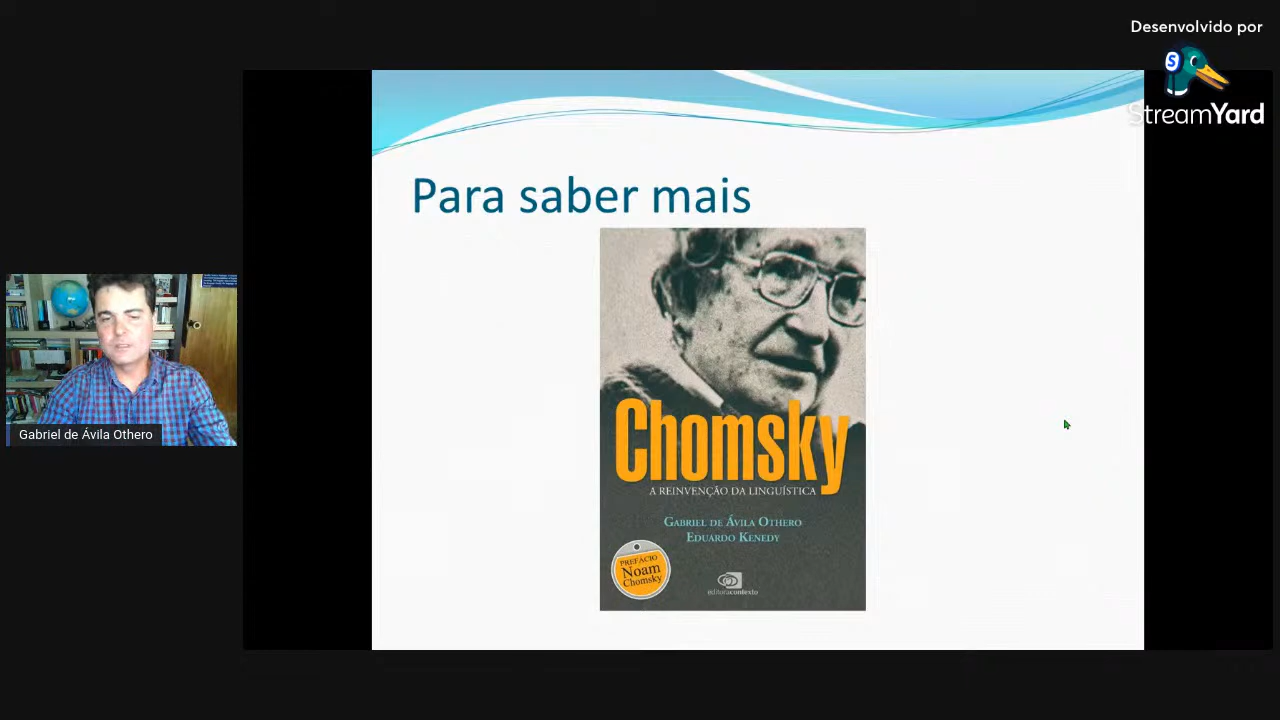 Desenvolvido por
StreamYard
Para saber mais
Chomsky
A REINVENÇÃO DA LINGUÍSTICA
GABRIEL DE ÁVILA OTHERO
EDUARDO KENEDY
PREFÁCIO
Noam
Chomsky
editoracontexto
Gabriel de Ávila Othero